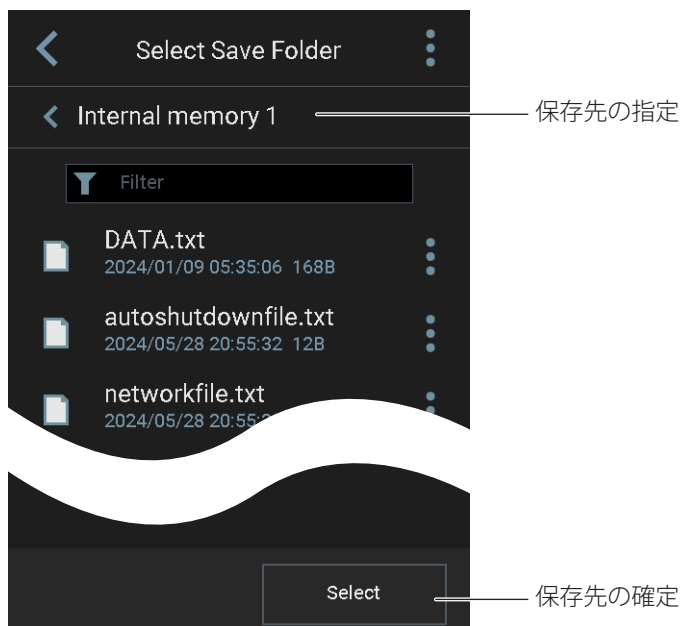 Select Save Folder
Internal memory 1
保存先の指定
Filter
DATA.txt
2024/01/09 05:35:06 168B
autoshutdownfile.txt
2024/05/28 20:55:32 12B
networkfile.txt
2024/05/28 20:55:
Select
保存先の確定